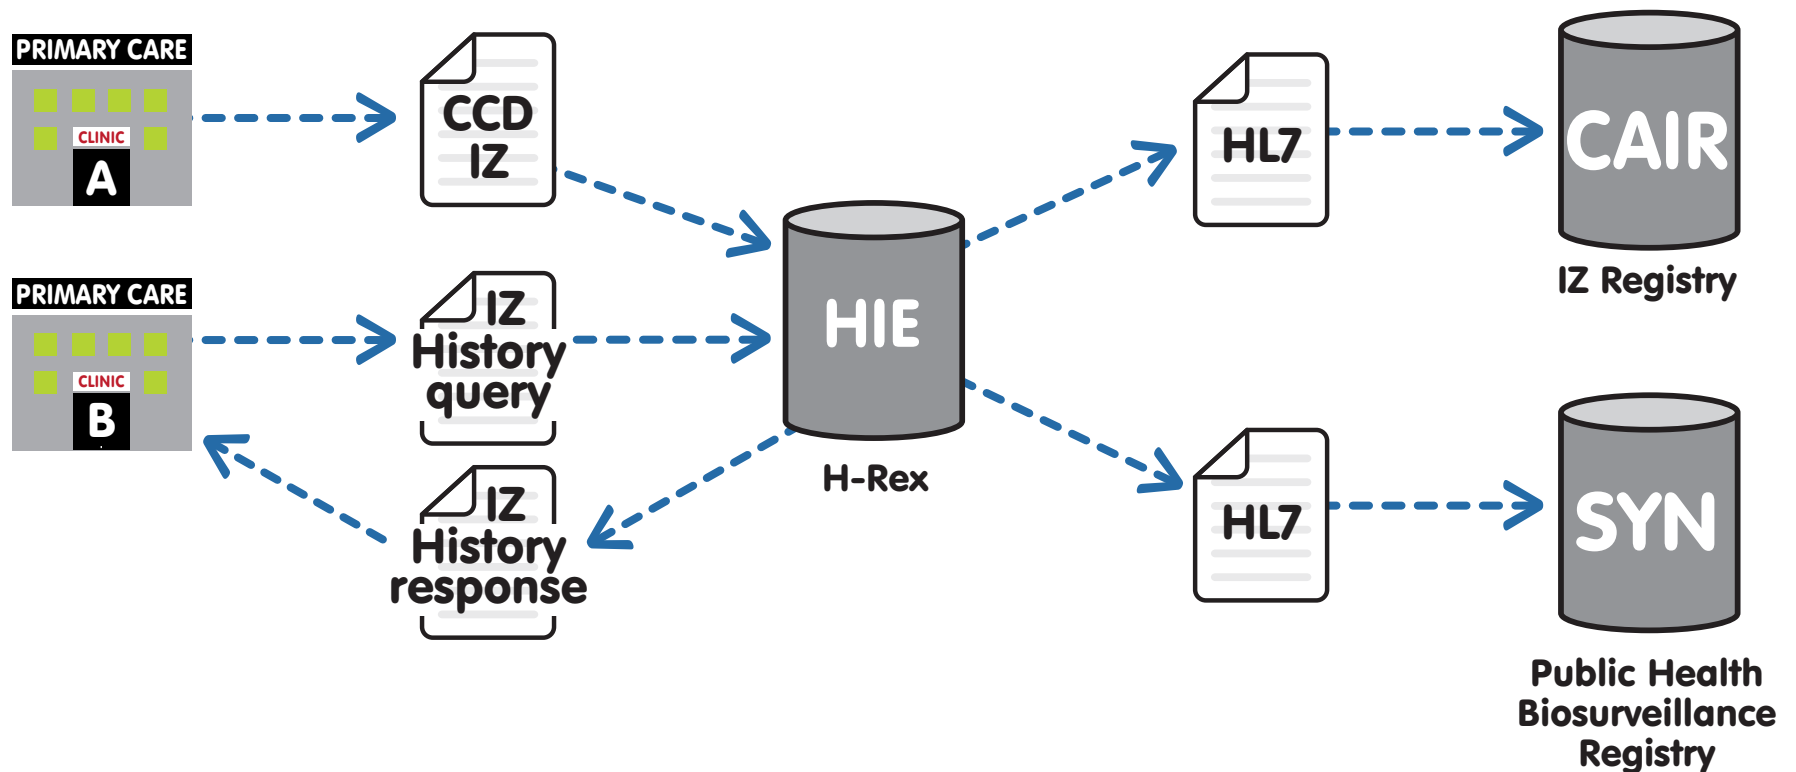 PRIMARY CARE
CLINIC
A
CCD
IZ
PRIMARY CARE
CLINIC
B
IZ
History
query
IZ
History
response
HIE
H-Rex
HL7
CAIR
IZ Registry
HL7
SYN
Public Health
Biosurveillance
Registry